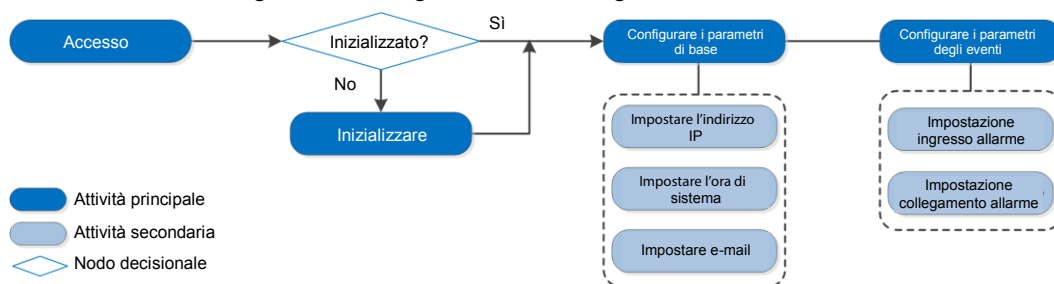 Accesso
Inizializzato?
Sì
No
Inizializzare
Configurare i parametri
di base
Configurare i parametri
degli eventi
Impostare l'indirizzo
IP
Impostare l'ora di
sistema
Impostare e-mail
Impostazione
ingresso allarme
Impostazione
collegamento allarme
Attività principale
Attività secondaria
Nodo decisionale